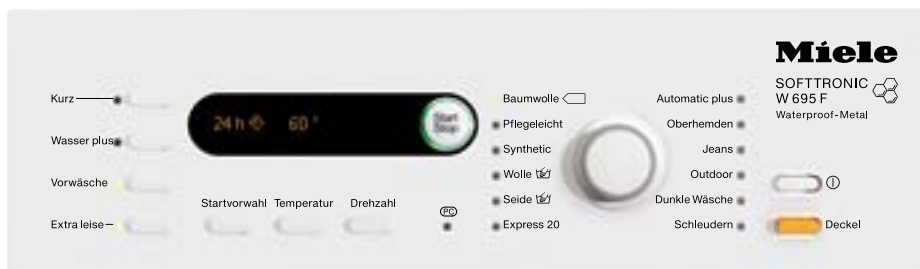 Kurz
Wasser plus
Vorwäsche
Extra leise
24 h 60°
Start
Stop
Startvorwahl Temperatur Drehzahl
PC
Baumwolle
Pflegeleicht
Synthetic
Wolle
Seide
Express 20
Automatic plus
Oberhemden
Jeans
Outdoor
Dunkle Wäsche
Schleudern
Miele
SOFTTRONIC
W 695 F
Waterproof-Metal
Deckel